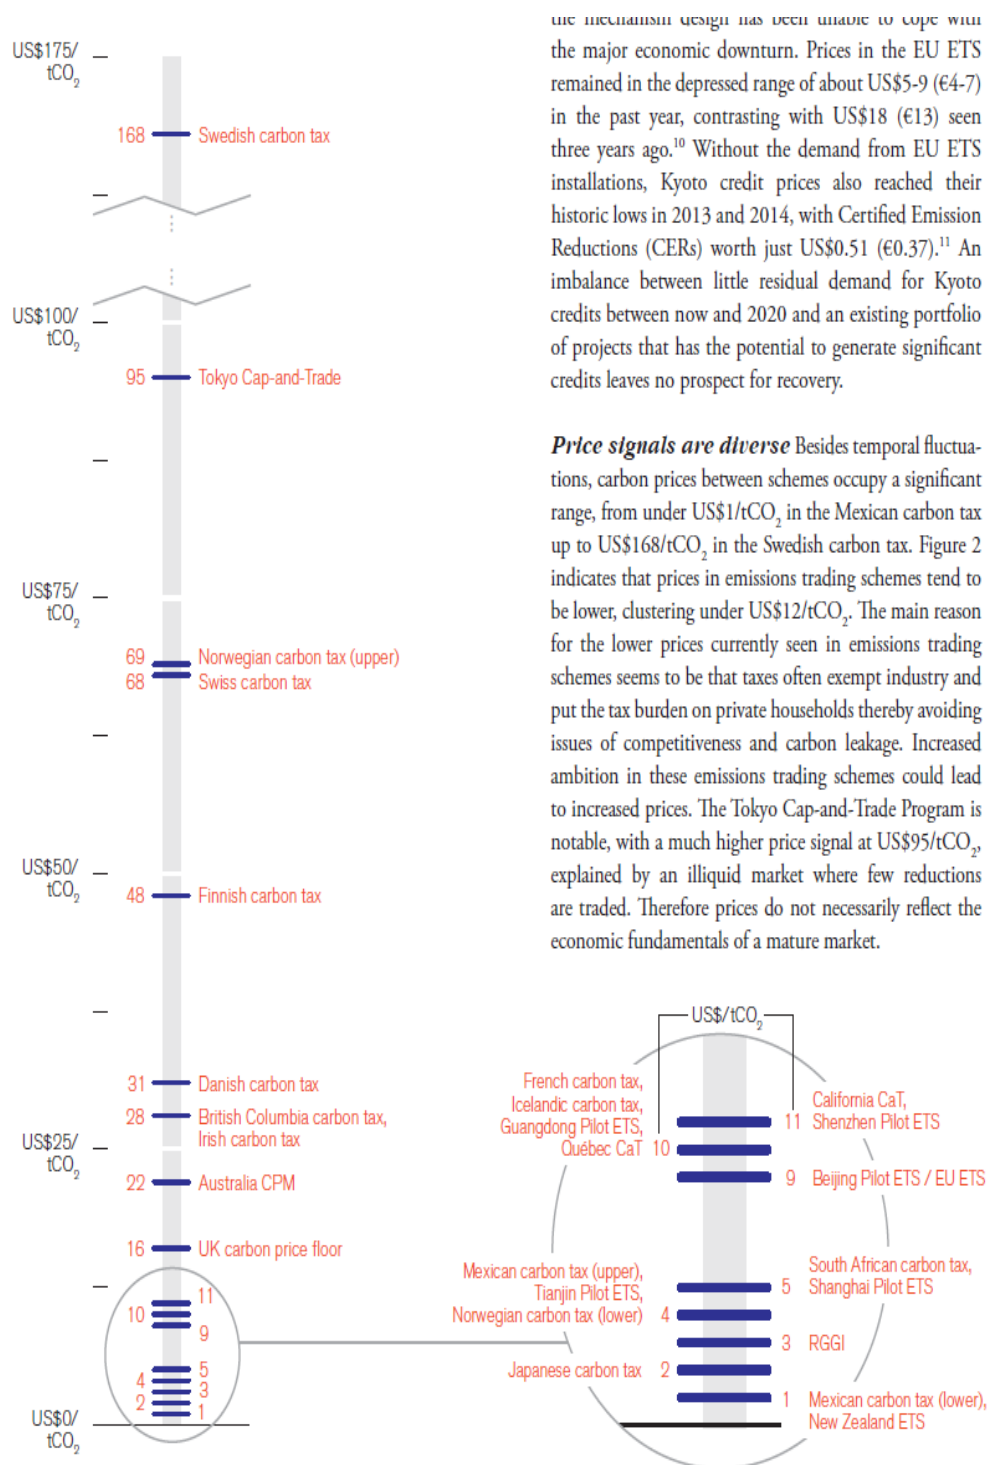 US$175/
tCO2
168 Swedish carbon tax
US$100/
tCO2
95 Tokyo Cap-and-Trade
US$75/
tCO2
69 Norwegian carbon tax (upper)
68 Swiss carbon tax
US$50/
tCO2
48 Finnish carbon tax
31 Danish carbon tax
28 British Columbia carbon tax,
Irish carbon tax
US$25/
tCO2
22 Australia CPM
16 UK carbon price floor
11
10
9
5
4
3
2
1
US$0/
tCO2
the mechanism design has been unable to cope with
the major economic downturn. Prices in the EU ETS
remained in the depressed range of about US$5-9 (€4-7)
in the past year, contrasting with US$18 (€13) seen
three years ago.10 Without the demand from EU ETS
installations, Kyoto credit prices also reached their
historic lows in 2013 and 2014, with Certified Emission
Reductions (CERs) worth just US$0.51 (€0.37).11 An
imbalance between little residual demand for Kyoto
credits between now and 2020 and an existing portfolio
of projects that has the potential to generate significant
credits leaves no prospect for recovery.
Price signals are diverse Besides temporal fluctua-
tions, carbon prices between schemes occupy a significant
range, from under US$1/tCO2 in the Mexican carbon tax
up to US$168/tCO2 in the Swedish carbon tax. Figure 2
indicates that prices in emissions trading schemes tend to
be lower, clustering under US$12/tCO2. The main reason
for the lower prices currently seen in emissions trading
schemes seems to be that taxes often exempt industry and
put the tax burden on private households thereby avoiding
issues of competitiveness and carbon leakage. Increased
ambition in these emissions trading schemes could lead
to increased prices. The Tokyo Cap-and-Trade Program is
notable, with a much higher price signal at US$95/tCO2,
explained by an illiquid market where few reductions
are traded. Therefore prices do not necessarily reflect the
economic fundamentals of a mature market.
US$/tCO2
French carbon tax,
Icelandic carbon tax,
Guangdong Pilot ETS,
Québec CaT 10
California CaT,
11 Shenzhen Pilot ETS
9 Beijing Pilot ETS / EU ETS
Mexican carbon tax (upper),
Tianjin Pilot ETS,
Norwegian carbon tax (lower) 4
South African carbon tax,
5 Shanghai Pilot ETS
3 RGGI
Japanese carbon tax 2
1 Mexican carbon tax (lower),
New Zealand ETS